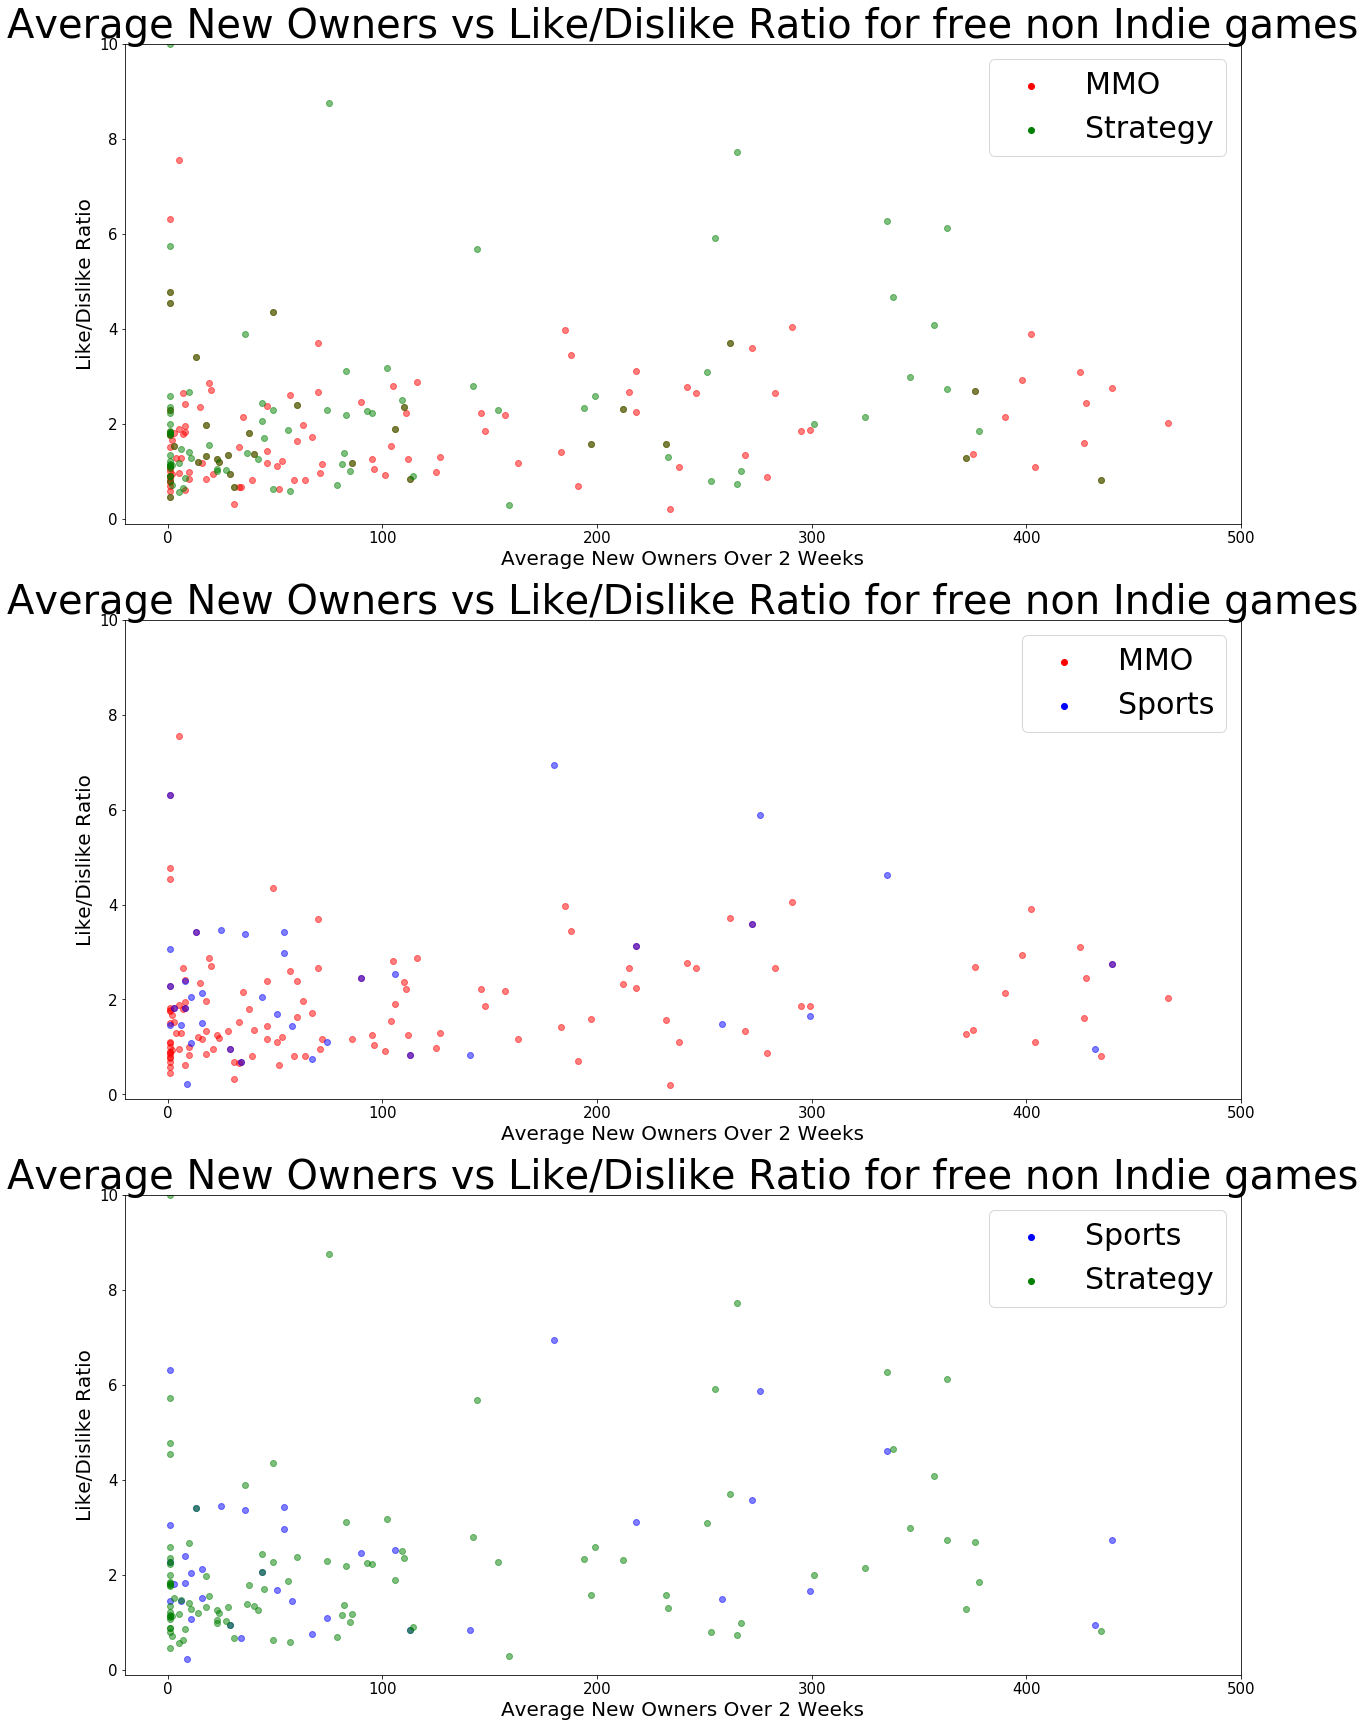 Average New Owners vs Like/Dislike Ratio for free non Indie games
10
8
6
4
2
0
Like/Dislike Ratio
MMO
Strategy
0 100 200 300 400 500
Average New Owners Over 2 Weeks
Average New Owners vs Like/Dislike Ratio for free non Indie games
10
8
6
4
2
0
Like/Dislike Ratio
MMO
Sports
0 100 200 300 400 500
Average New Owners Over 2 Weeks
Average New Owners vs Like/Dislike Ratio for free non Indie games
10
8
6
4
2
0
Like/Dislike Ratio
Sports
Strategy
0 100 200 300 400 500
Average New Owners Over 2 Weeks